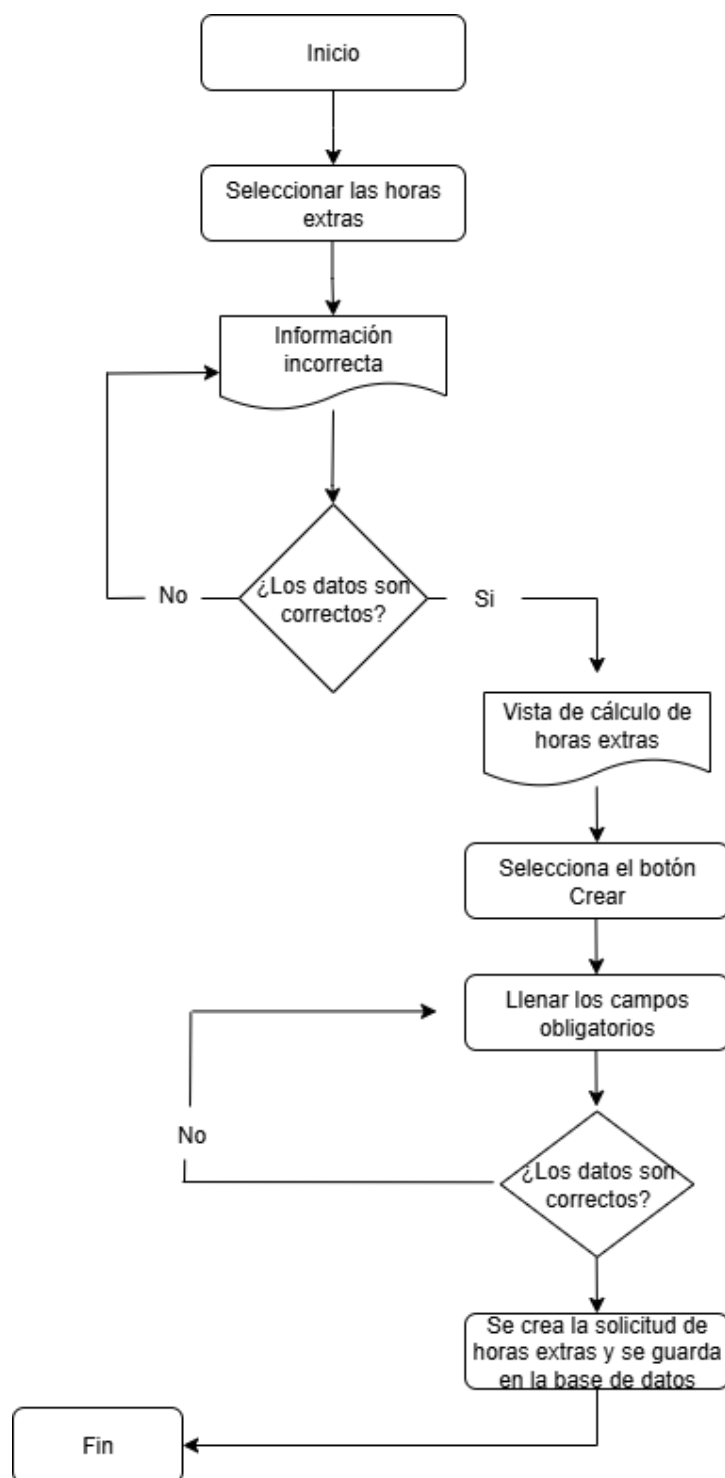 Inicio
Seleccionar las horas
extras
Información
incorrecta
¿Los datos son
correctos?
No
Si
Vista de cálculo de
horas extras
Selecciona el botón
Crear
Llenar los campos
obligatorios
No
¿Los datos son
correctos?
Se crea la solicitud de
horas extras y se guarda
en la base de datos
Fin